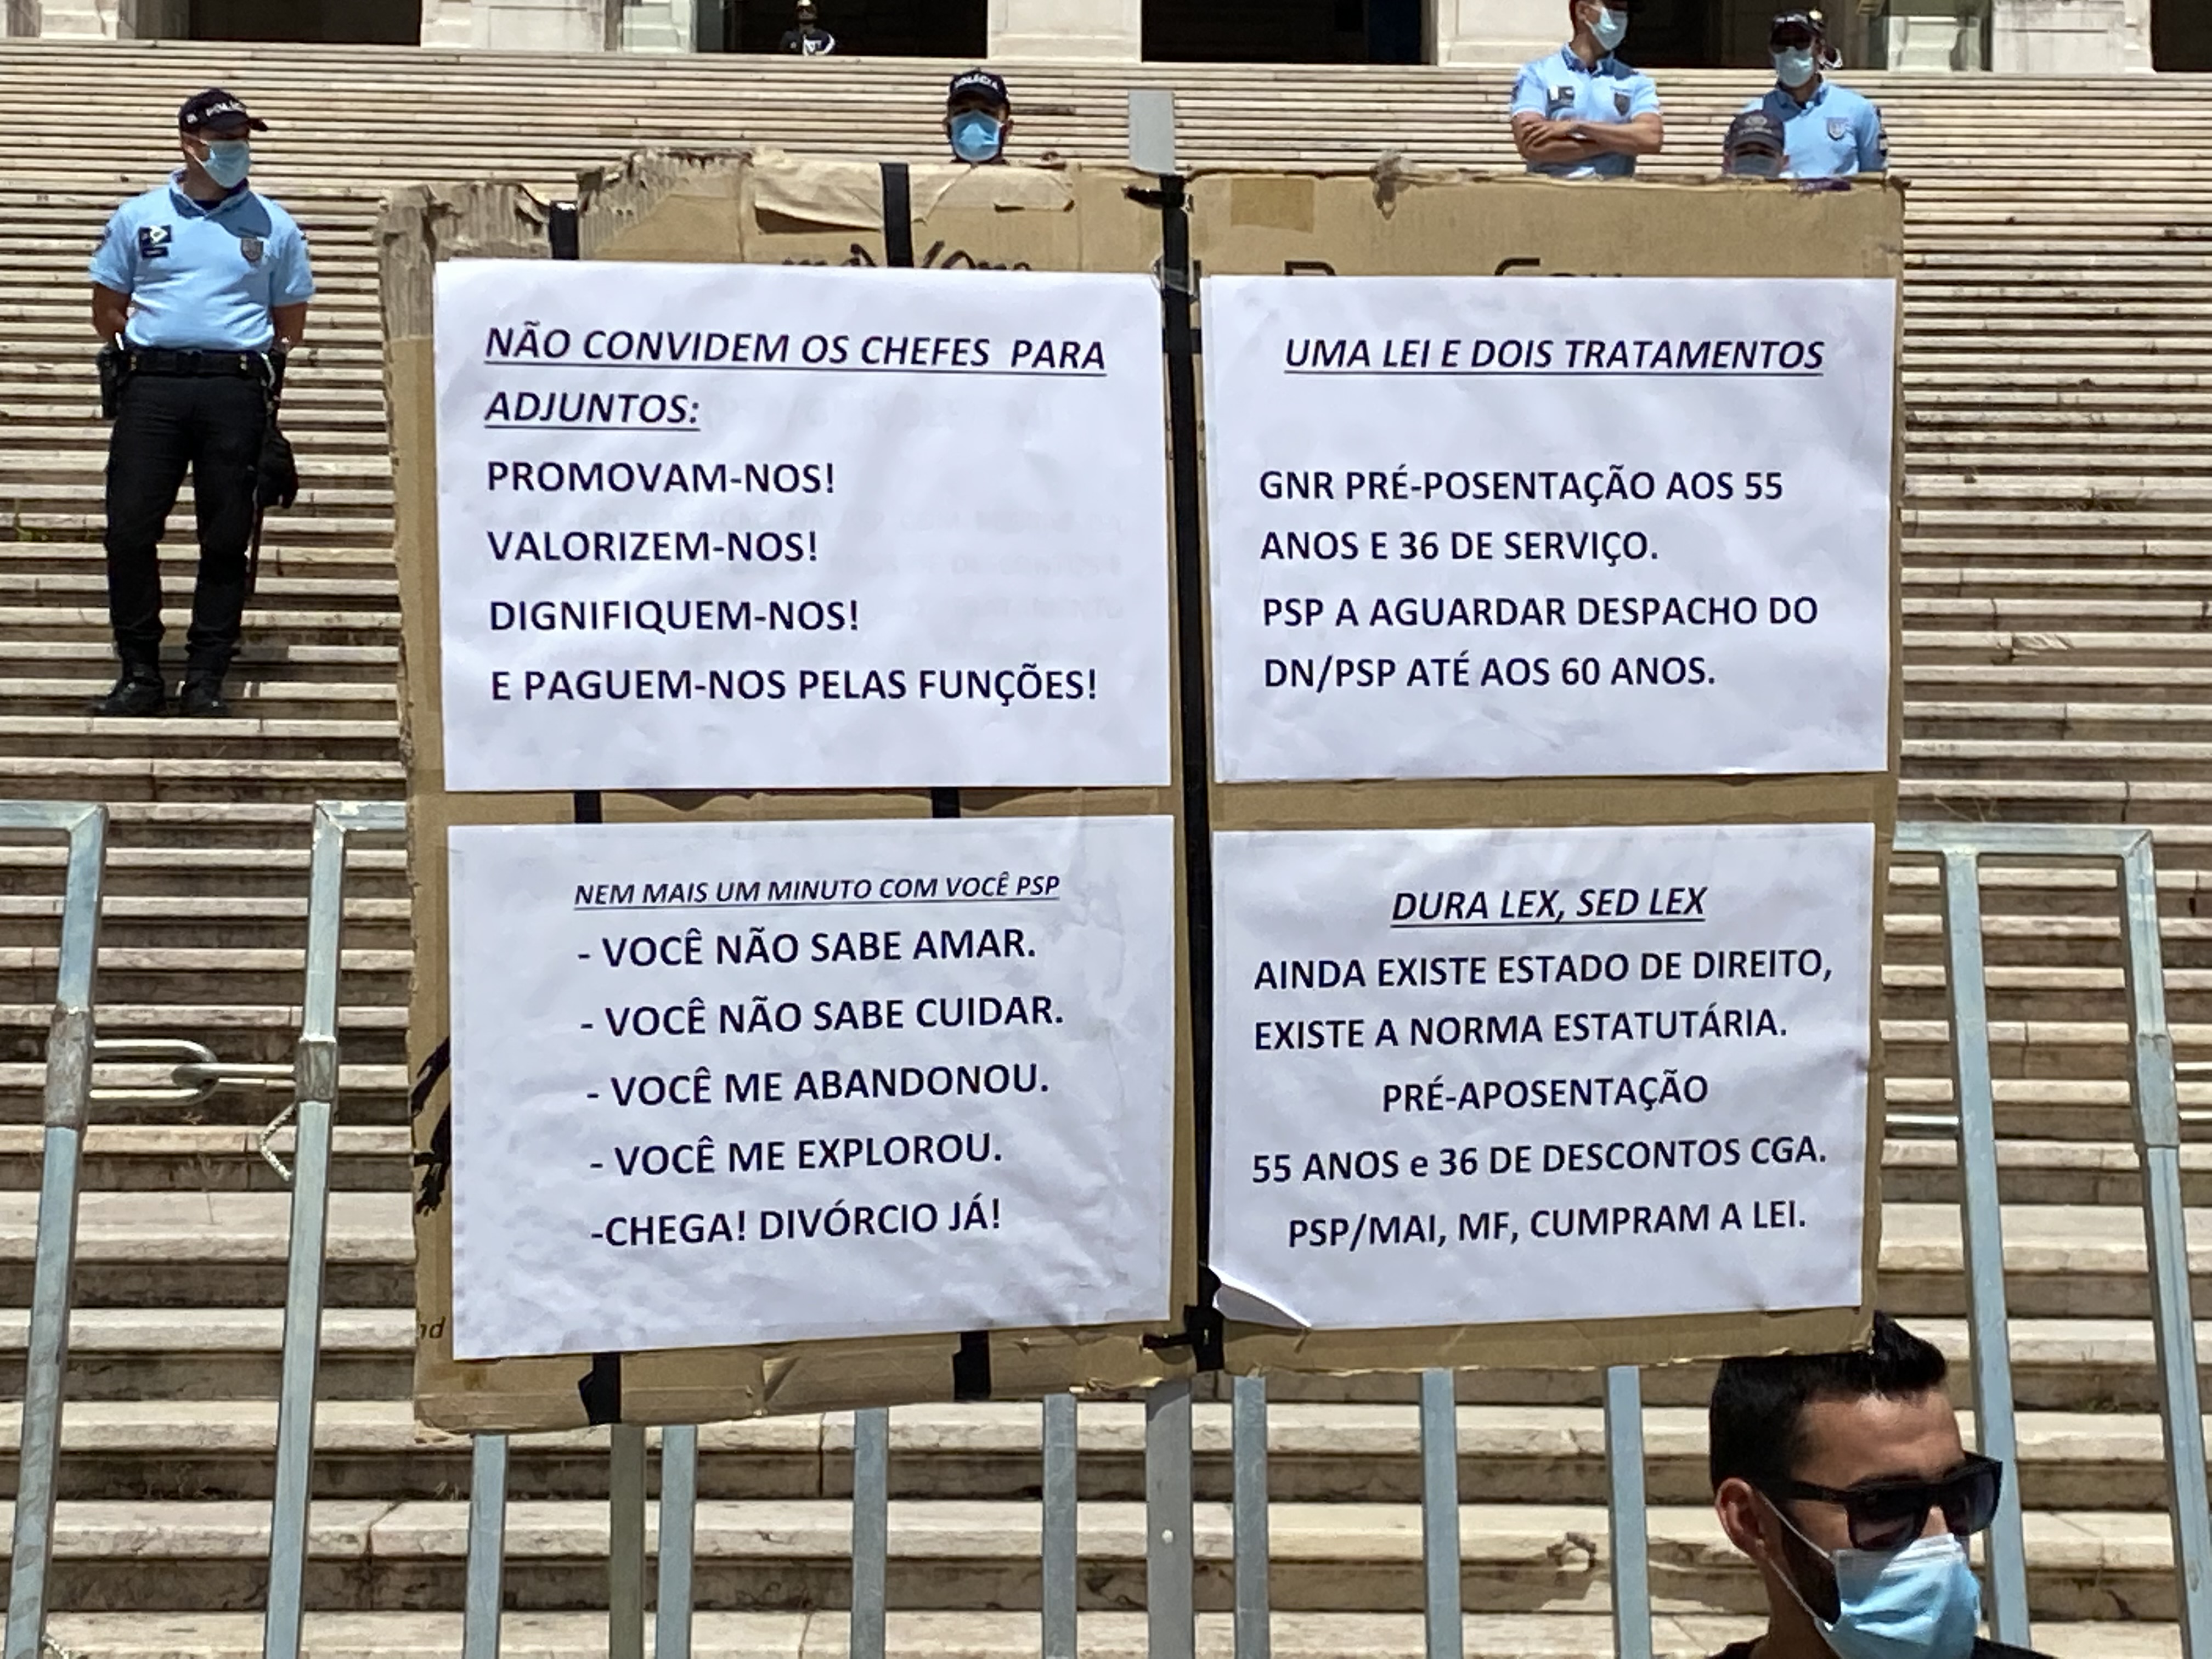 POLÍCIA
NÃO CONVIDEM OS CHEFES PARA
ADJUNTOS:
PROMOVAM-NOS!
VALORIZEM-NOS!
DIGNIFIQUEM-NOS!
E PAGUEM-NOS PELAS FUNÇÕES!
UMA LEI E DOIS TRATAMENTOS
GNR PRÉ-POSENTAÇÃO AOS 55
ANOS E 36 DE SERVIÇO.
PSP A AGUARDAR DESPACHO DO
DN/PSP ATÉ AOS 60 ANOS.
NEM MAIS UM MINUTO COM VOCÊ PSP
- VOCÊ NÃO SABE AMAR.
- VOCÊ NÃO SABE CUIDAR.
- VOCÊ ME ABANDONOU.
- VOCÊ ME EXPLOROU.
-CHEGA! DIVÓRCIO JÁ!
DURA LEX, SED LEX
AINDA EXISTE ESTADO DE DIREITO,
EXISTE A NORMA ESTATUTÁRIA.
PRÉ-APOSENTAÇÃO
55 ANOS e 36 DE DESCONTOS CGA.
PSP/MAI, MF, CUMPRAM A LEI.